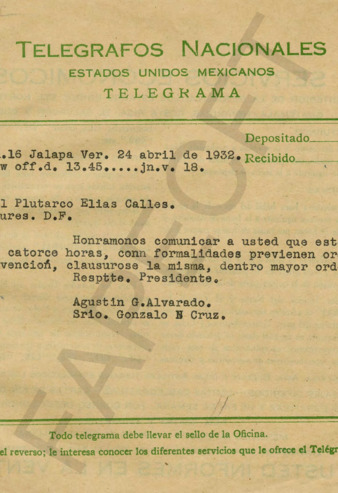 TELEGRAFOS NACIONALES
ESTADOS UNIDOS MEXICANOS
TELEGRAMA
Depositado
.16 Jalapa Ver. 24 abril de 1932. Recibido
w off.d. 13.45.....jn.v. 18.
l Plutarco Elias Calles.
ures. D.F.
Honramonos comunicar a usted que est
catorce horas, conn formalidades previenen or
vención, clausurose la misma, dentro mayor ord
Resptte. Presidente.
Agustin G.Alvarado.
Srio. Gonzalo N Cruz.
Todo telegrama debe llevar el sello de la Oficina.
el reverso; le interesa conocer los diferentes servicios que le ofrece el Telég
FAPECFT